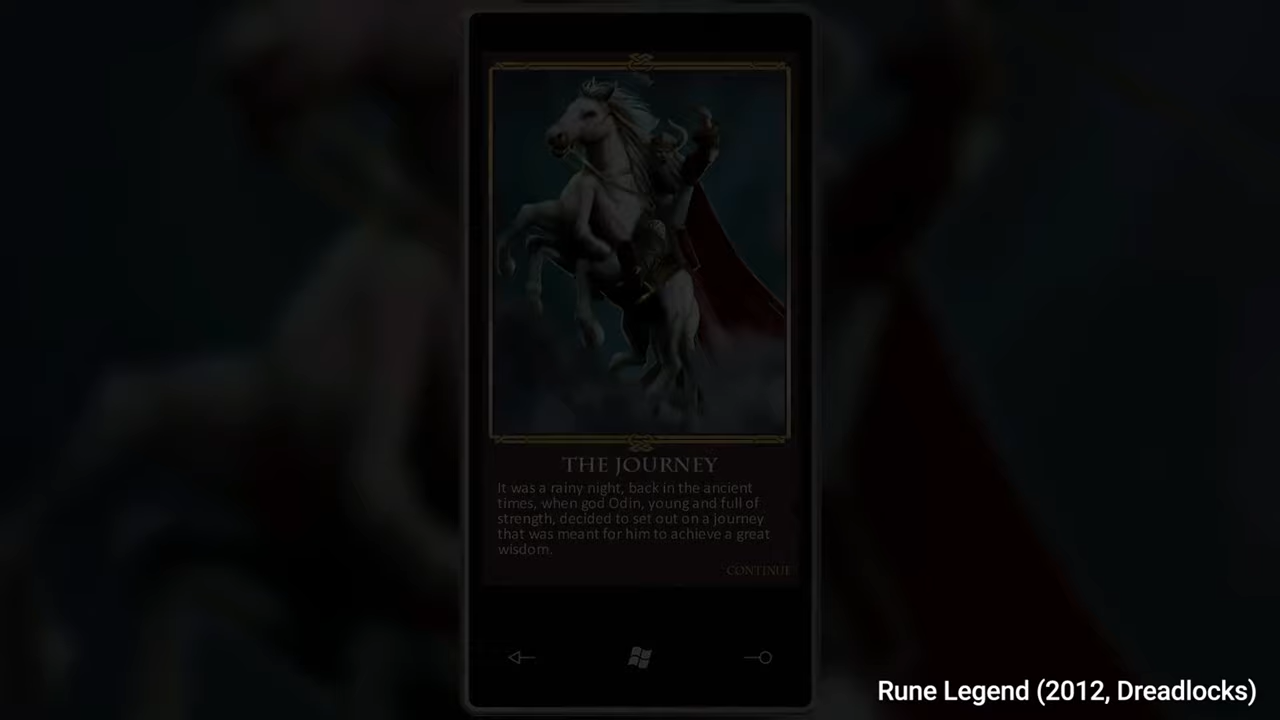 THE JOURNEY
It was a rainy night, back in the ancient
times, when god Odin, young and full of
strength, decided to set out on a journey
that was meant for him to achieve a great
wisdom.
CONTINUE
Rune Legend (2012, Dreadlocks)